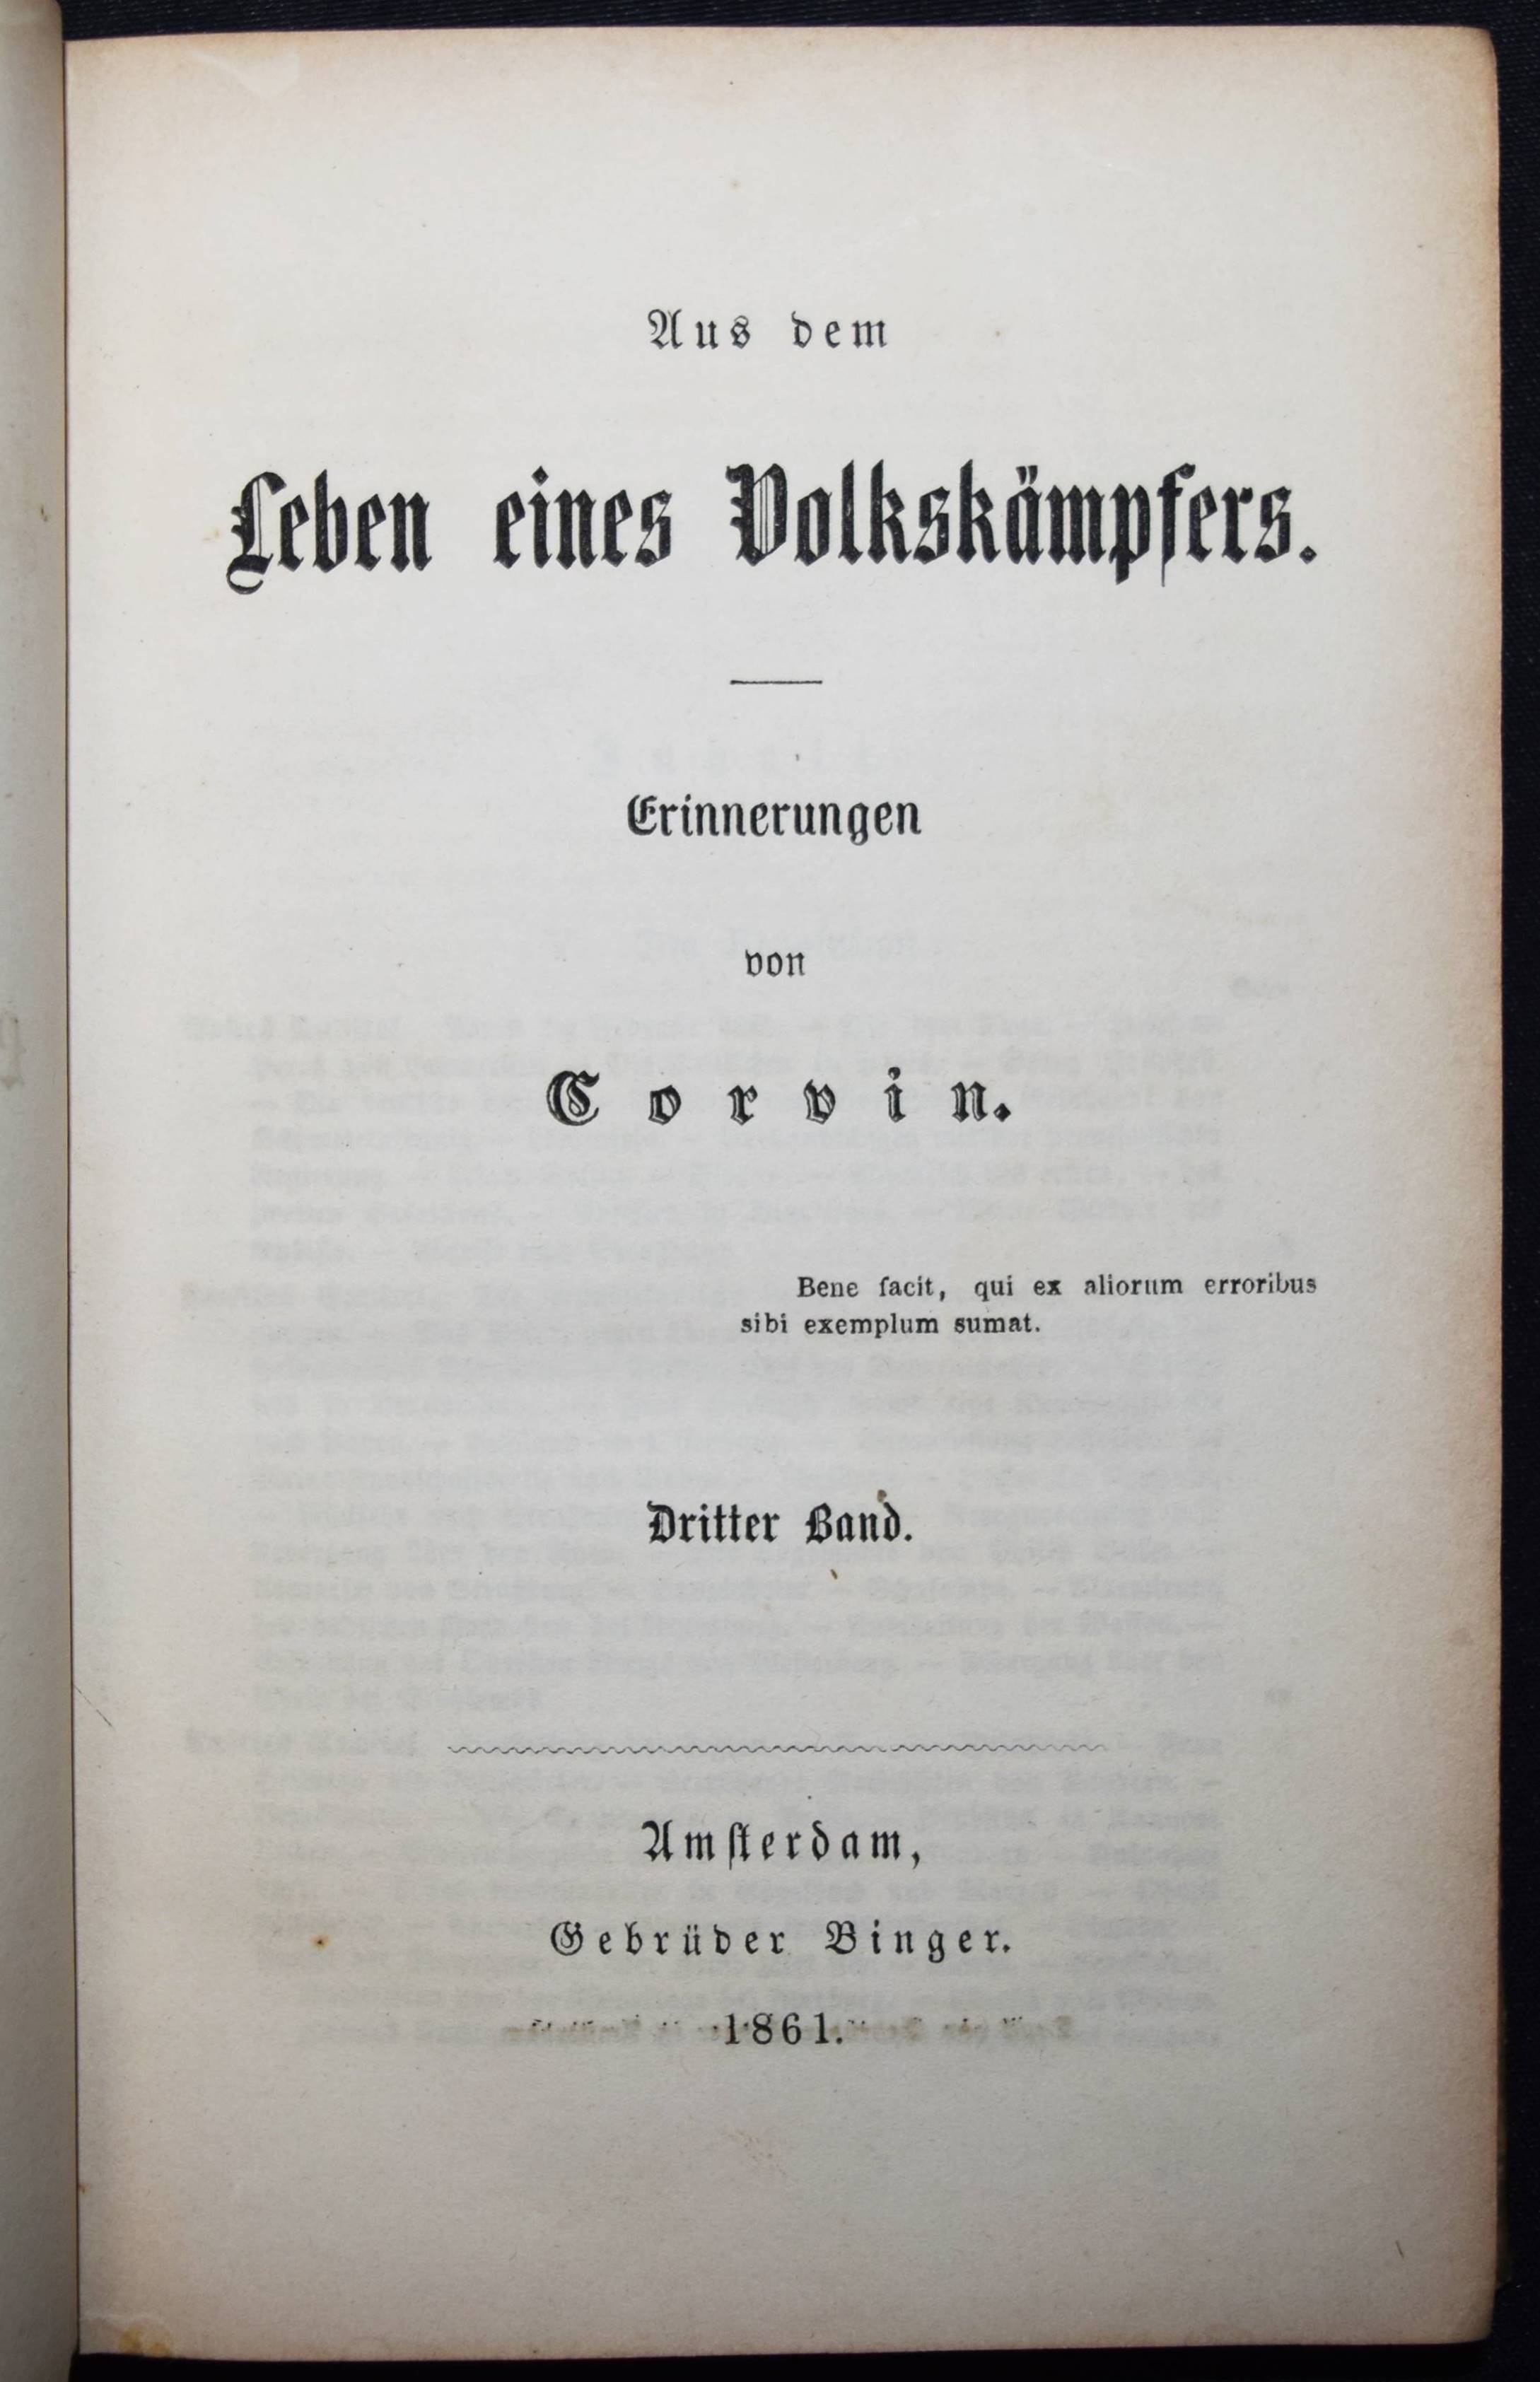 Aus dem
Leben eines Volkskämpfers.
Erinnerungen
von
Corvin.
Bene facit, qui ex aliorum erroribus
sibi exemplum sumat.
Dritter Band.
Amsterdam,
Gebrüder Binger.
1861.